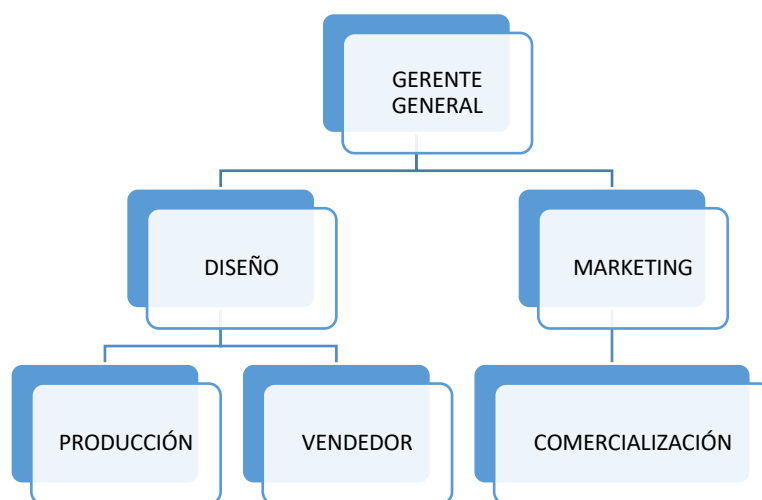 GERENTE
GENERAL
DISEÑO
MARKETING
PRODUCCIÓN
VENDEDOR
COMERCIALIZACIÓN